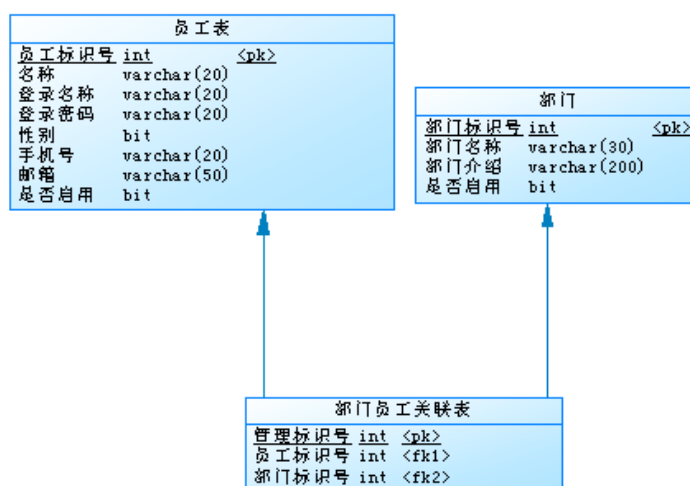 员工表
员工标识号 int <pk>
名称 varchar(20)
登录名称 varchar(20)
登录密码 varchar(20)
性别 bit
手机号 varchar(20)
邮箱 varchar(50)
是否启用 bit
部门
部门标识号 int <pk>
部门名称 varchar(30)
部门介绍 varchar(200)
是否启用 bit
部门员工关联表
管理标识号 int <pk>
员工标识号 int <fk1>
部门标识号 int <fk2>